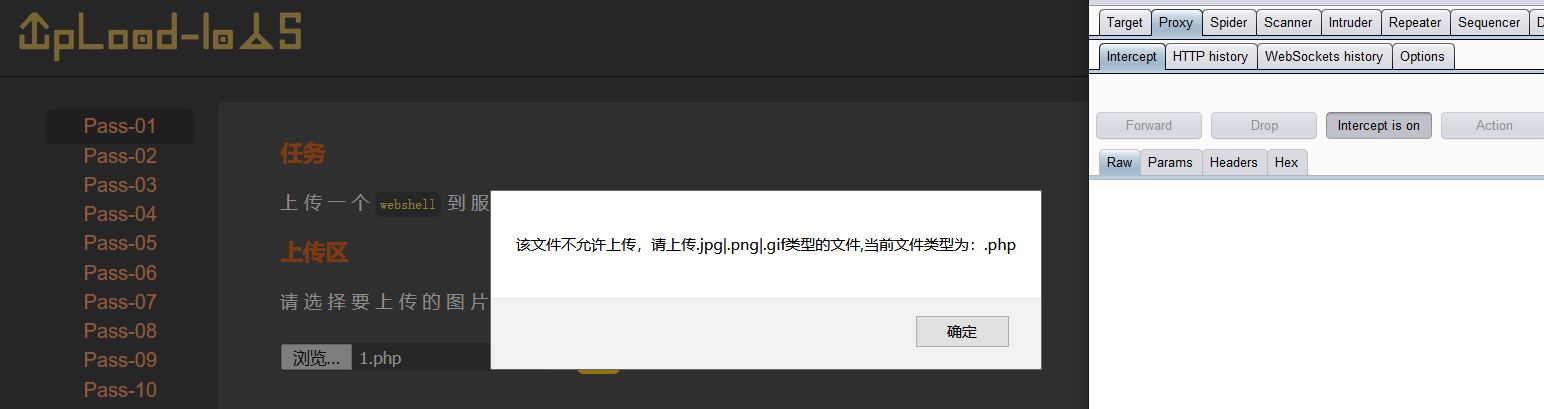 UpLoad-labs
Pass-01
Pass-02
Pass-03
Pass-04
Pass-05
Pass-06
Pass-07
Pass-08
Pass-09
Pass-10
任务
上传一个 webshell 到服
上传区
请选择要上传的图片
浏览... 1.php
该文件不允许上传，请上传.jpg|.png|.gif类型的文件,当前文件类型为：.php
确定
Target Proxy Spider Scanner Intruder Repeater Sequencer D
Intercept HTTP history WebSockets history Options
Forward Drop Intercept is on Action
Raw Params Headers Hex